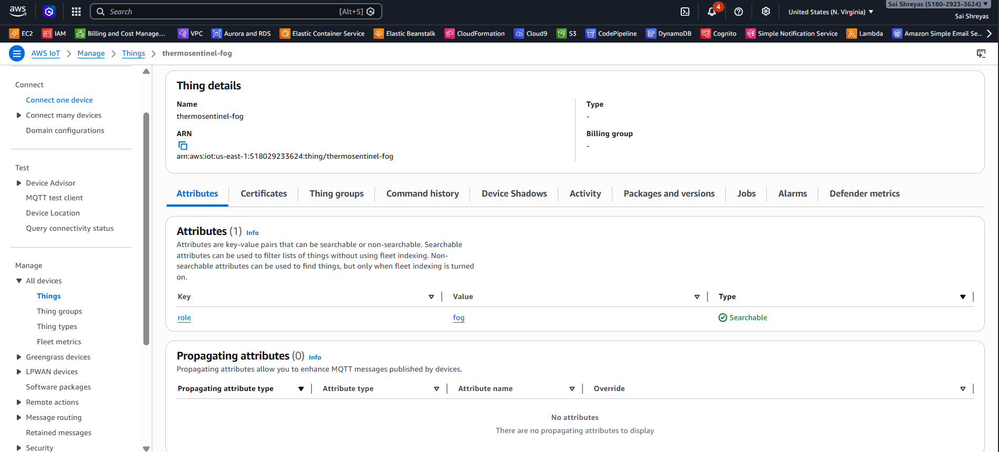 aws
Search
[Alt+S]
4
United States (N. Virginia)
Sai Shreyas (5180-2923-3624)
Sai Shreyas
EC2
IAM
Billing and Cost Manage...
VPC
Aurora and RDS
Elastic Container Service
Elastic Beanstalk
CloudFormation
Cloud9
S3
CodePipeline
DynamoDB
Cognito
Simple Notification Service
Lambda
Amazon Simple Email Se...
AWS IoT
Manage
Things
thermosentinel-fog
Connect
Connect one device
Connect many devices
Domain configurations
Test
Device Advisor
MQTT test client
Device Location
Query connectivity status
Manage
All devices
Things
Thing groups
Thing types
Fleet metrics
Greengrass devices
LPWAN devices
Software packages
Remote actions
Message routing
Retained messages
Security
Thing details
Name
thermosentinel-fog
ARN
arn:aws:iot:us-east-1:518029233624:thing/thermosentinel-fog
Type
-
Billing group
-
Attributes
Certificates
Thing groups
Command history
Device Shadows
Activity
Packages and versions
Jobs
Alarms
Defender metrics
Attributes (1) Info
Attributes are key-value pairs that can be searchable or non-searchable. Searchable
attributes can be used to filter lists of things without using fleet indexing. Non-
searchable attributes can be used to find things, but only when fleet indexing is turned
on.
Key
Value
Type
role
fog
Searchable
Propagating attributes (0) Info
Propagating attributes allow you to enhance MQTT messages published by devices.
Propagating attribute type
Attribute type
Attribute name
Override
No attributes
There are no propagating attributes to display